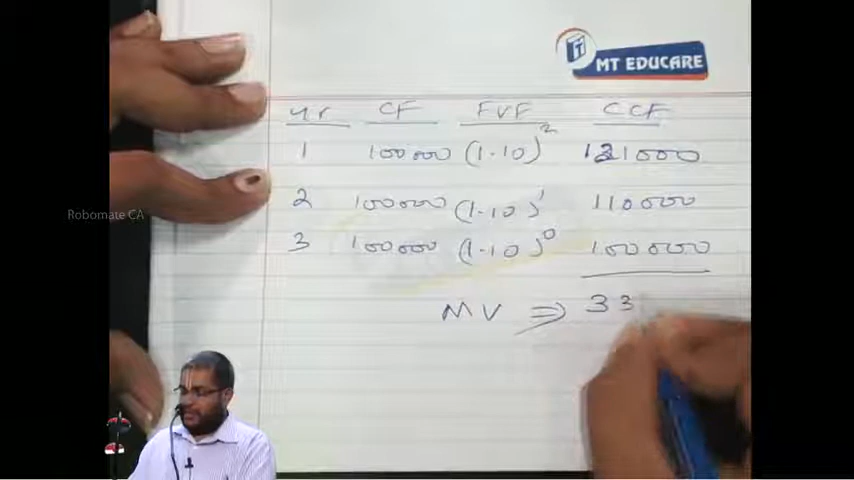 MT EDUCARE
Yr CF FVF CCF
1 100000 (1.10)² 121000
2 100000 (1.10)¹ 110000
3 100000 (1.10)⁰ 100000
MV ⇒ 33
Robomate CA